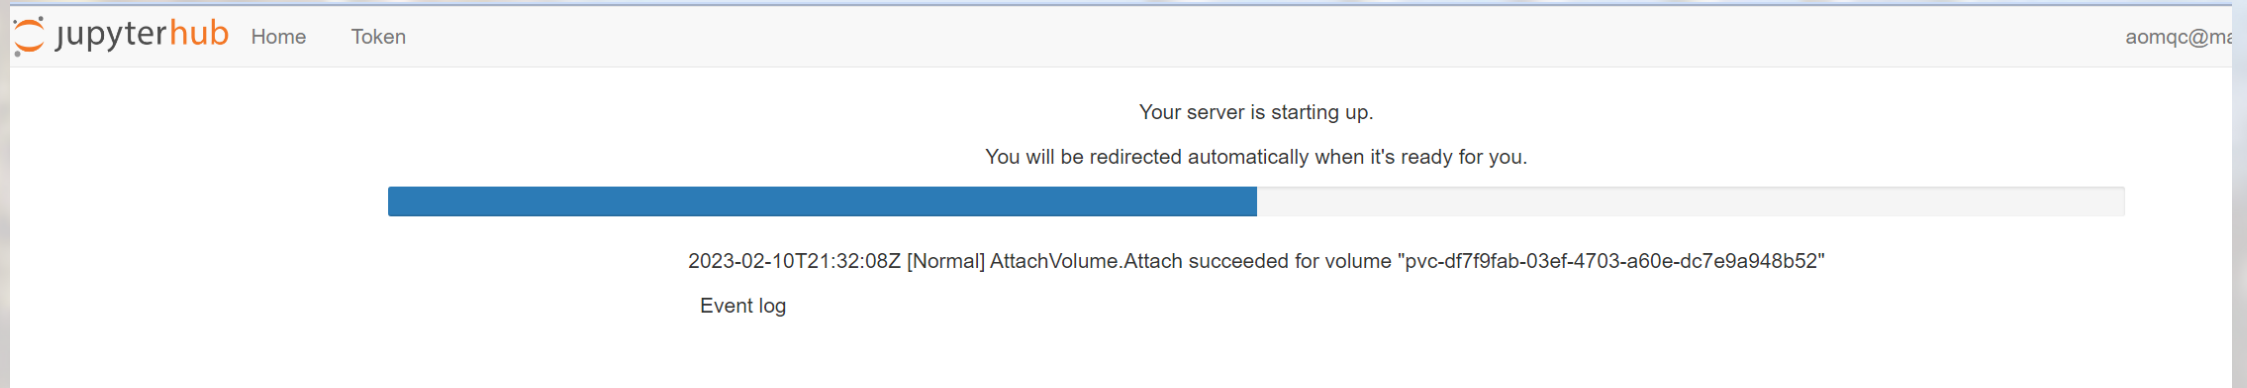 jupyterhub Home Token aomqc@ma
Your server is starting up.
You will be redirected automatically when it's ready for you.
2023-02-10T21:32:08Z [Normal] AttachVolume.Attach succeeded for volume "pvc-df7f9fab-03ef-4703-a60e-dc7e9a948b52"
Event log